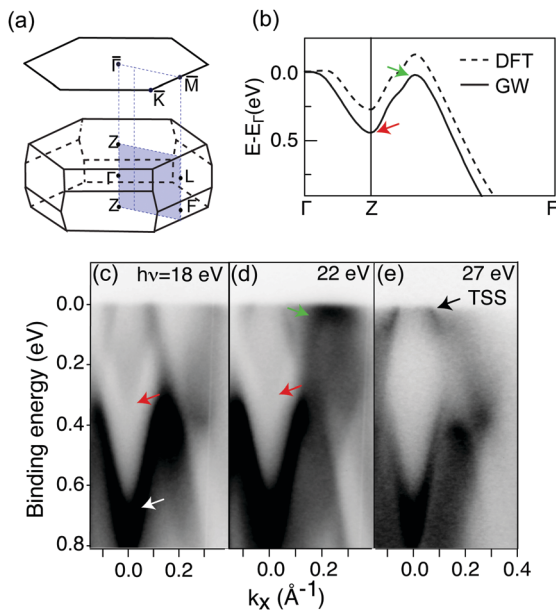 (a)
Γ̅
M̅
K̅
Z
Γ
L
Z
F
(b)
E-E_Γ(eV)
0.0
0.5
DFT
GW
Γ
Z
F
(c)
hν=18 eV
(d)
22 eV
(e)
27 eV
TSS
Binding energy (eV)
0.0
0.2
0.4
0.6
0.8
0.0
0.2
0.0
0.2
0.0
0.2
0.4
kₓ (Å⁻¹)